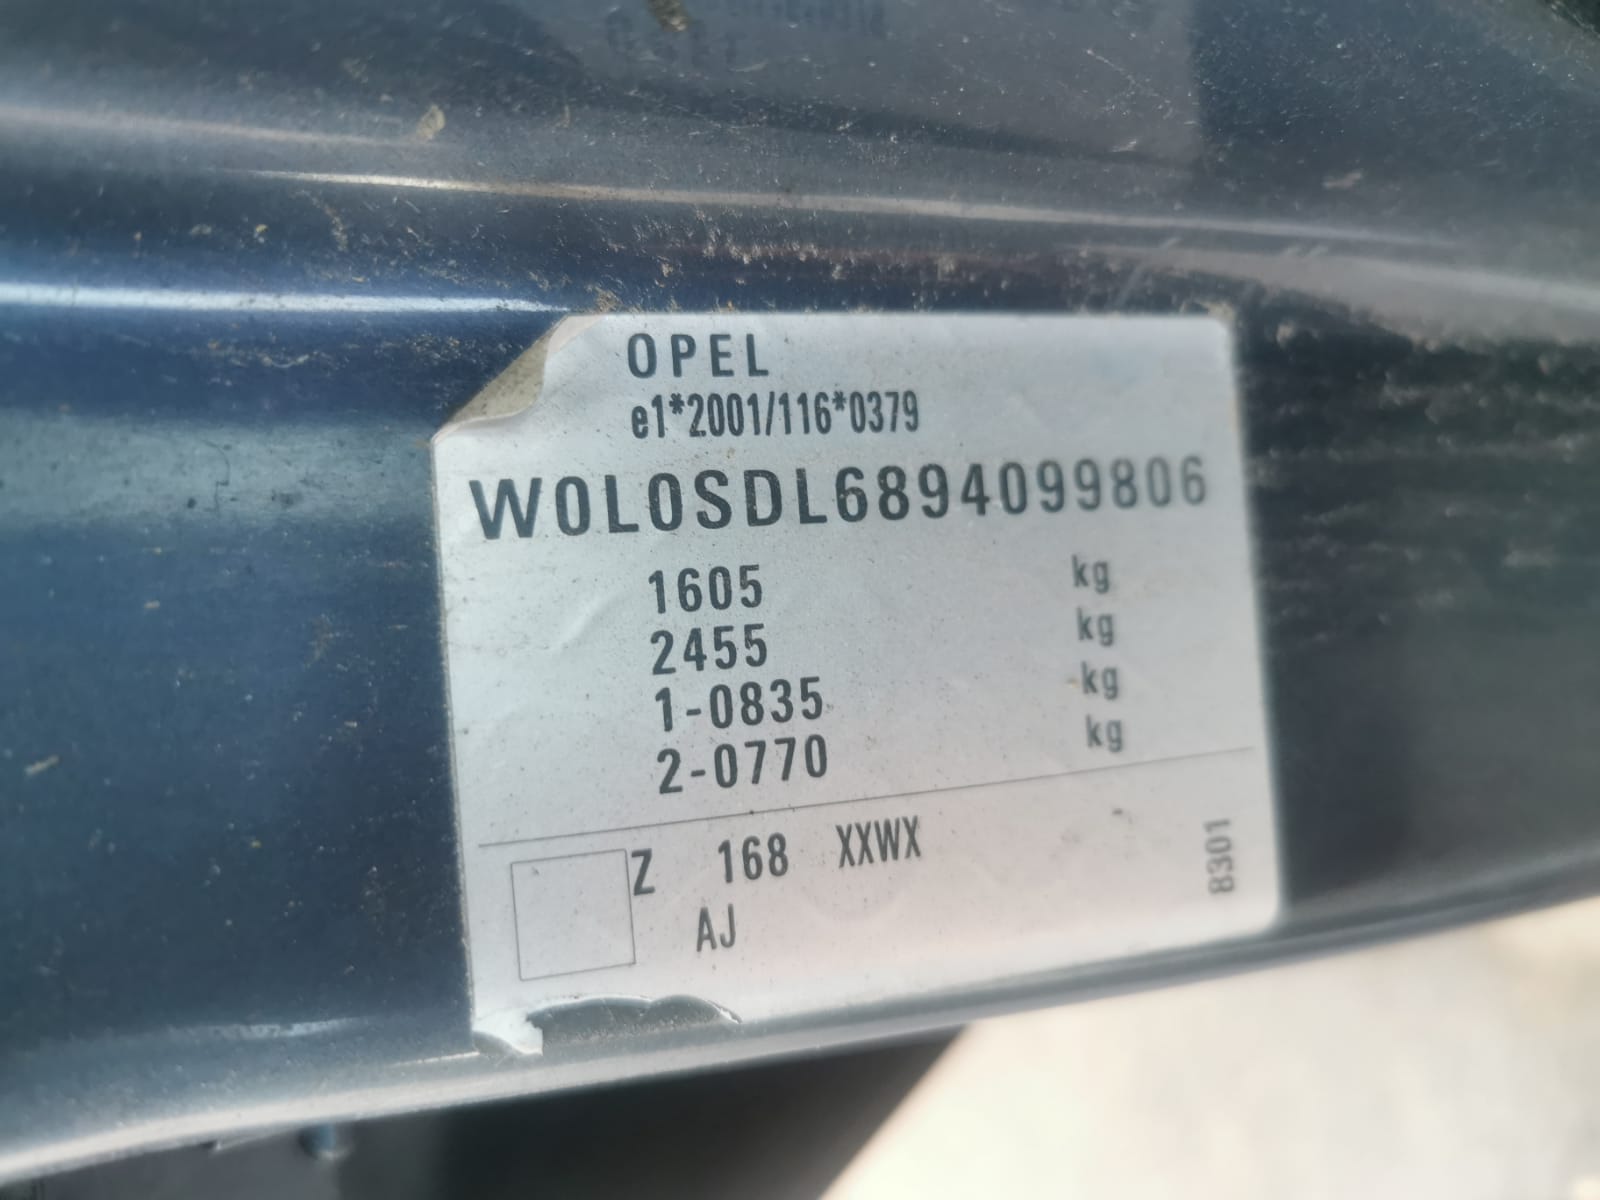 OPEL
e1*2001/116*0379
W0L0SDL6894099806
1605 kg
2455 kg
1-0835 kg
2-0770 kg
Z 168 XXWX
AJ
8301